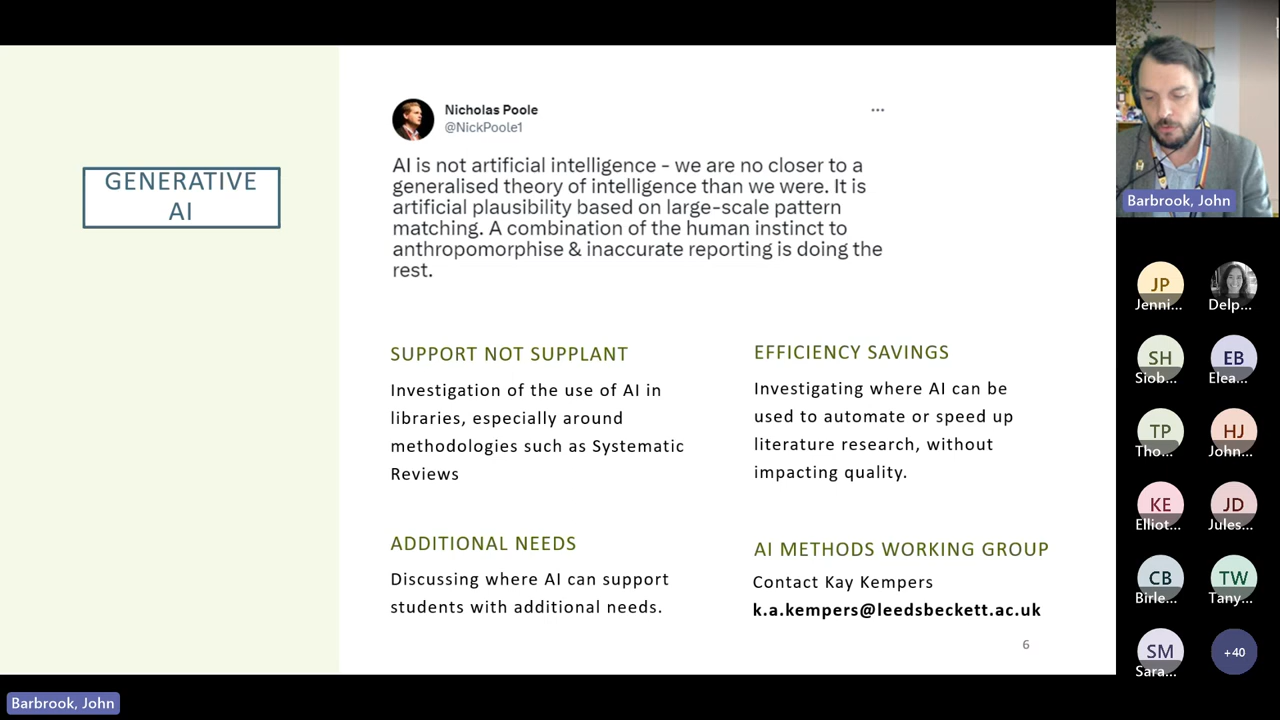 GENERATIVE
AI
Nicholas Poole
@NickPoole1
AI is not artificial intelligence - we are no closer to a
generalised theory of intelligence than we were. It is
artificial plausibility based on large-scale pattern
matching. A combination of the human instinct to
anthropomorphise & inaccurate reporting is doing the
rest.
SUPPORT NOT SUPPLANT
Investigation of the use of AI in
libraries, especially around
methodologies such as Systematic
Reviews
EFFICIENCY SAVINGS
Investigating where AI can be
used to automate or speed up
literature research, without
impacting quality.
ADDITIONAL NEEDS
Discussing where AI can support
students with additional needs.
AI METHODS WORKING GROUP
Contact Kay Kempers
k.a.kempers@leedsbeckett.ac.uk
6
Barbrook, John
JP
Jenni...
Delp...
SH
Siob...
EB
Elea...
TP
Tho...
HJ
John...
KE
Elliot...
JD
Jules...
CB
Birle...
TW
Tany...
SM
Sara...
+40
Barbrook, John